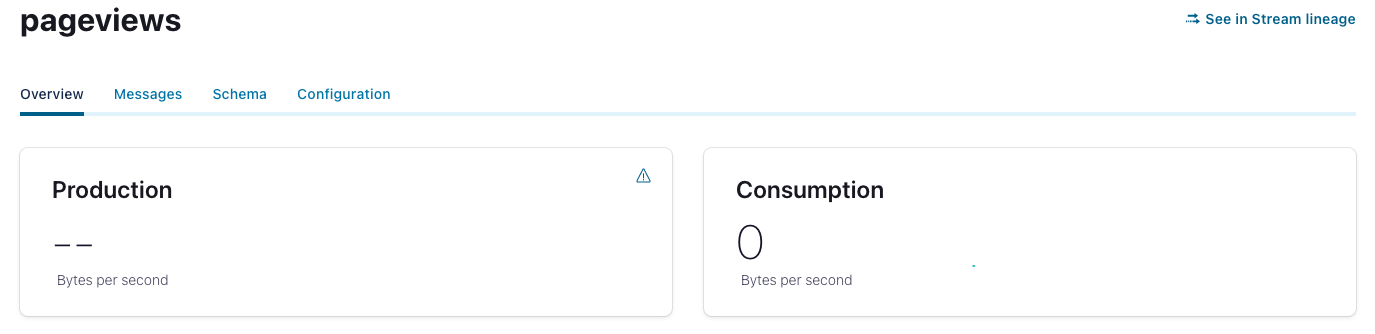 pageviews
See in Stream lineage
Overview Messages Schema Configuration
Production
– –
Bytes per second
Consumption
0
Bytes per second